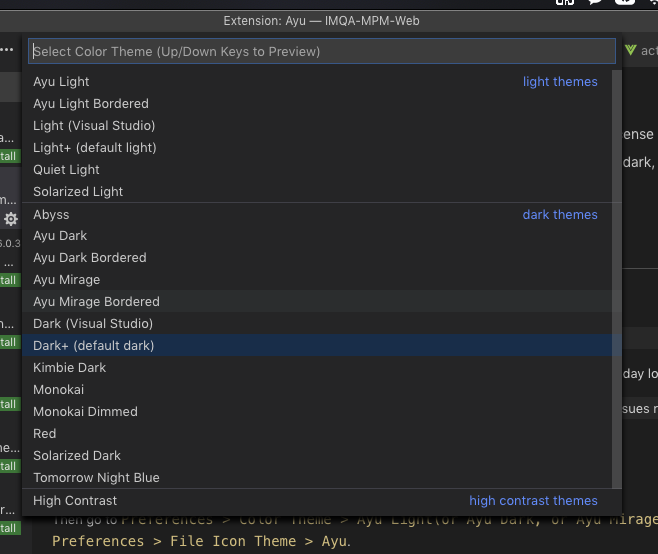 Extension: Ayu — IMQA-MPM-Web
Select Color Theme (Up/Down Keys to Preview)
Ayu Light light themes
Ayu Light Bordered
Light (Visual Studio)
Light+ (default light)
Quiet Light
Solarized Light
Abyss dark themes
Ayu Dark
Ayu Dark Bordered
Ayu Mirage
Ayu Mirage Bordered
Dark (Visual Studio)
Dark+ (default dark)
Kimbie Dark
Monokai
Monokai Dimmed
Red
Solarized Dark
Tomorrow Night Blue
High Contrast high contrast themes
Then go to Preferences > Color Theme > Ayu Light(or Ayu Dark, or Ayu Mirage
Preferences > File Icon Theme > Ayu.
act
ense
dark,
day lo
sues r
a...
tall
m...
6.0.3
...
tall
tall
n...
tall
tall
ne...
tall
r...
tall